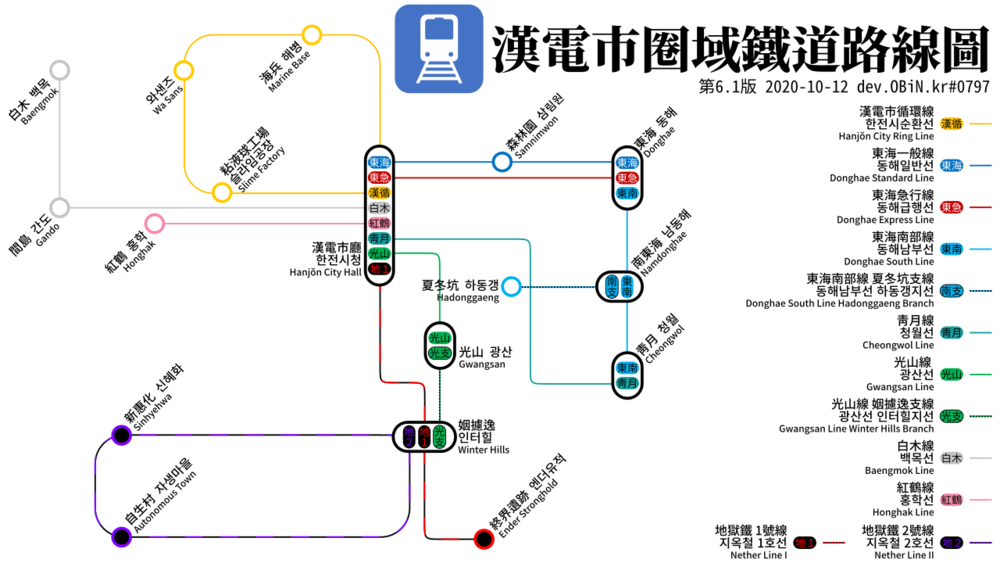 漢電市圏域鐵道路線圖
第6.1版 2020-10-12 dev.0BiN.kr#0797
白木 백목
Baengmok
와센즈
Wa Sans
海兵 해병
Marine Base
粘液球工場
슬라임공장
Slime Factory
間島 간도
Gando
紅鶴 홍학
Honghak
漢電市廳
한전시청
Hanjŏn City Hall
東海
東急
漢循
白木
紅鶴
靑月
光山
地1
森林園 삼림원
Samnimwon
東海 동해
Donghae
東海
東急
東南
南東海 남동해
Namdonghae
南支
東南
夏冬坑 하동갱
Hadonggaeng
靑月 청월
Cheongwol
東南
靑月
光山
光支
光山 광산
Gwangsan
地2
地1
光支
姻據逸
인터힐
Winter Hills
新惠化 신혜화
Sinhyehwa
自生村 자생마을
Autonomous Town
終界遺跡 엔더유적
Ender Stronghold
漢電市循環線
한전시순환선 漢循
Hanjŏn City Ring Line
東海一般線
동해일반선 東海
Donghae Standard Line
東海急行線
동해급행선 東急
Donghae Express Line
東海南部線
동해남부선 東南
Donghae South Line
東海南部線 夏冬坑支線
동해남부선 하동갱지선 南支
Donghae South Line Hadonggaeng Branch
靑月線
청월선 靑月
Cheongwol Line
光山線
광산선 光山
Gwangsan Line
光山線 姻據逸支線
광산선 인터힐지선 光支
Gwangsan Line Winter Hills Branch
白木線
백목선 白木
Baengmok Line
紅鶴線
홍학선 紅鶴
Honghak Line
地獄鐵 1號線
지옥철 1호선 地1
Nether Line I
地獄鐵 2號線
지옥철 2호선 地2
Nether Line II